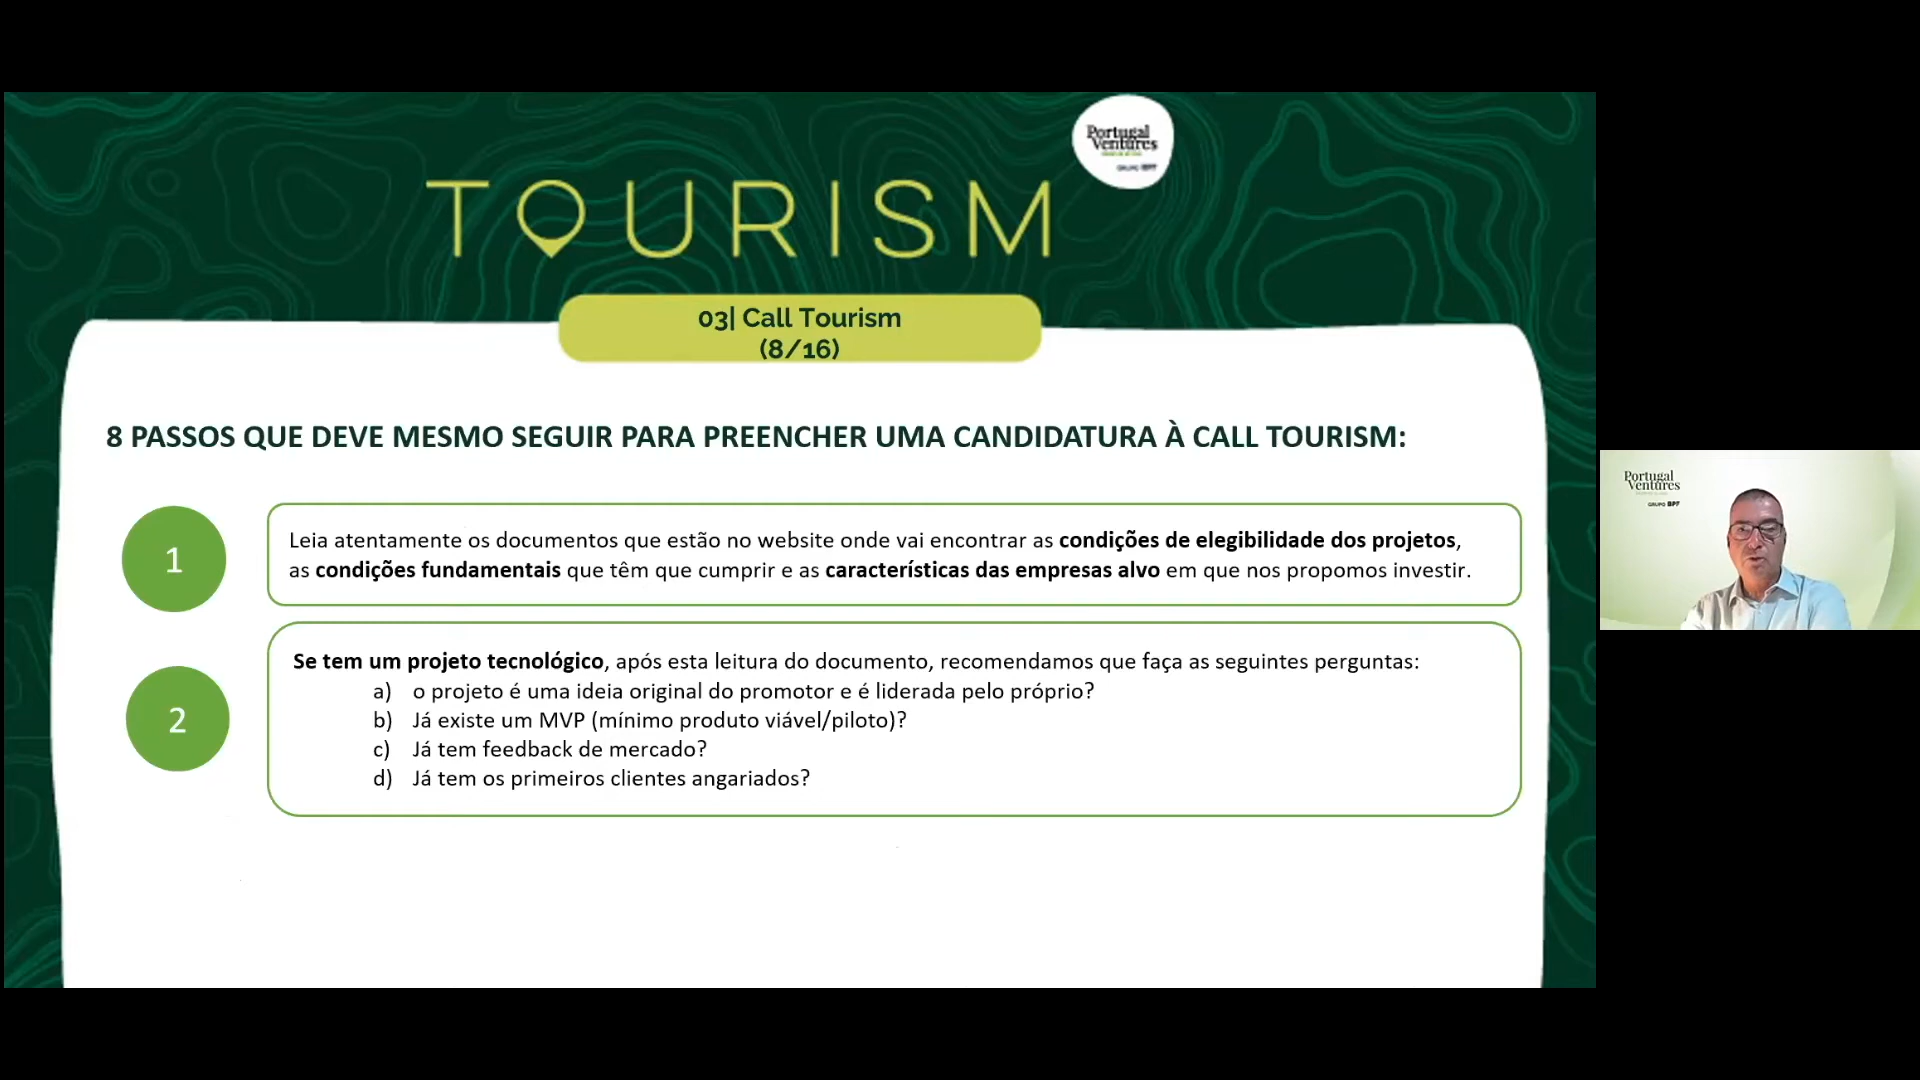 Portugal
Ventures
GRUPO BPF
TOURISM
03| Call Tourism
(8/16)
8 PASSOS QUE DEVE MESMO SEGUIR PARA PREENCHER UMA CANDIDATURA À CALL TOURISM:
1
Leia atentamente os documentos que estão no website onde vai encontrar as condições de elegibilidade dos projetos,
as condições fundamentais que têm que cumprir e as características das empresas alvo em que nos propomos investir.
2
Se tem um projeto tecnológico, após esta leitura do documento, recomendamos que faça as seguintes perguntas:
a) o projeto é uma ideia original do promotor e é liderada pelo próprio?
b) Já existe um MVP (mínimo produto viável/piloto)?
c) Já tem feedback de mercado?
d) Já tem os primeiros clientes angariados?
Portugal
Ventures
GRUPO BPF